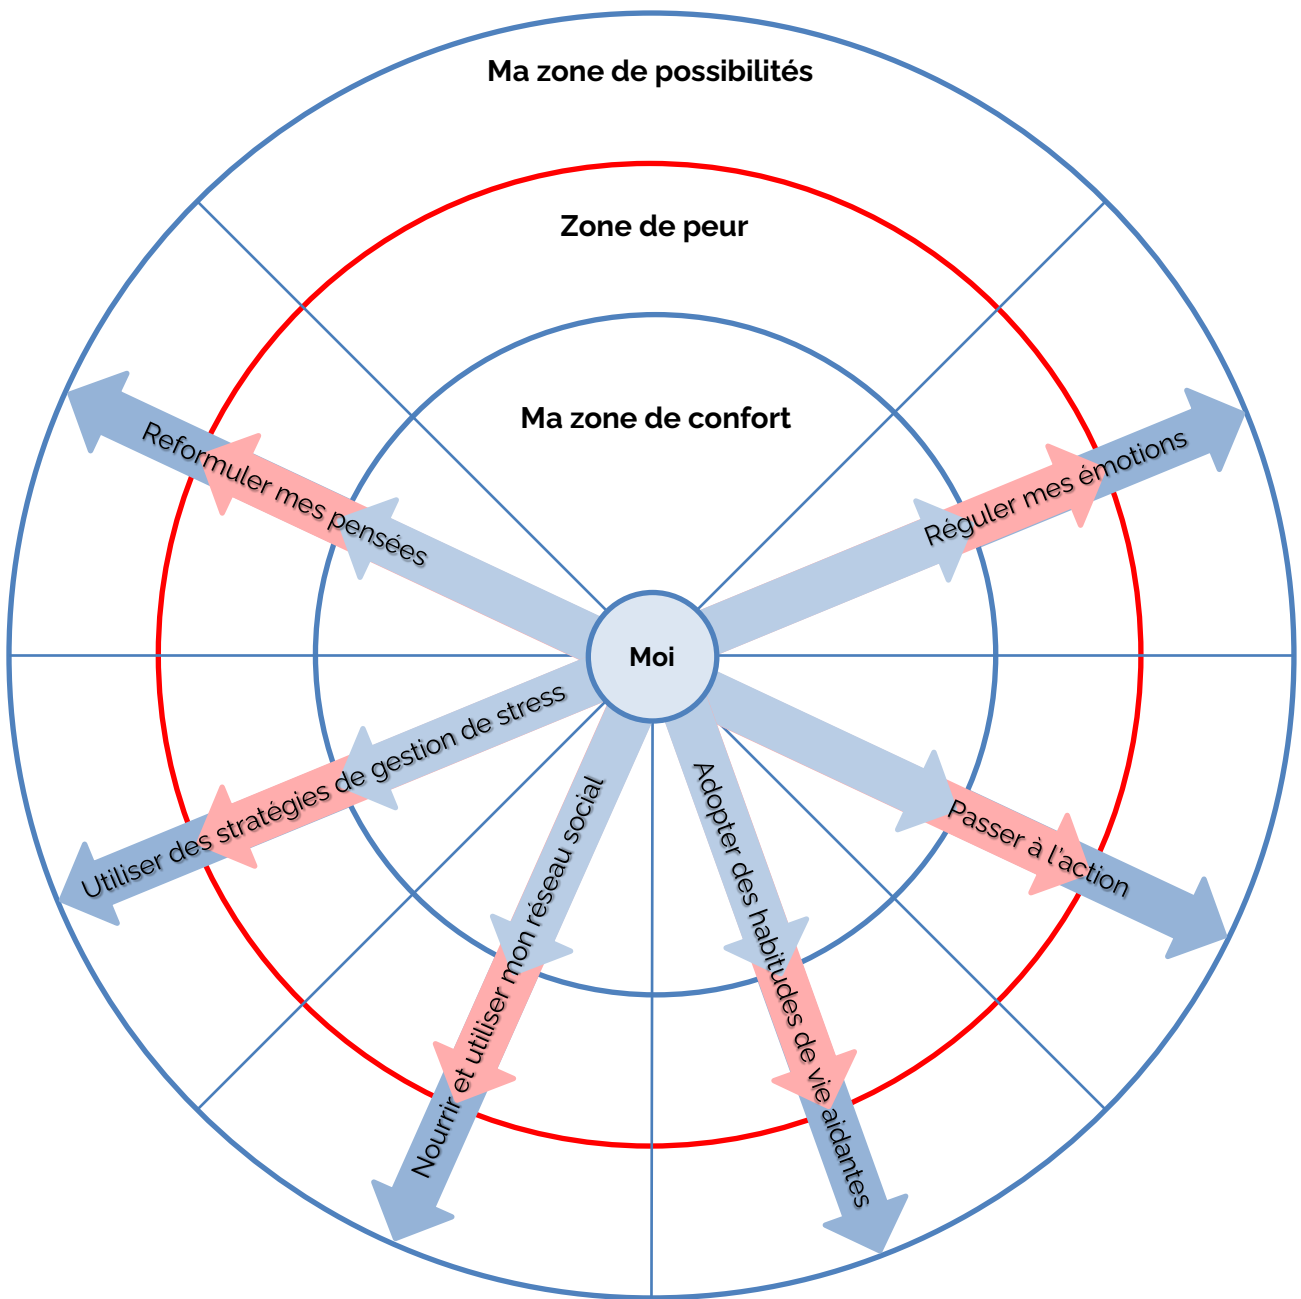 Ma zone de possibilités
Zone de peur
Ma zone de confort
Reformuler mes pensées
Réguler mes émotions
Moi
Utiliser des stratégies de gestion de stress
Nourrir et utiliser mon réseau social
Adopter des habitudes de vie aidantes
Passer à l'action